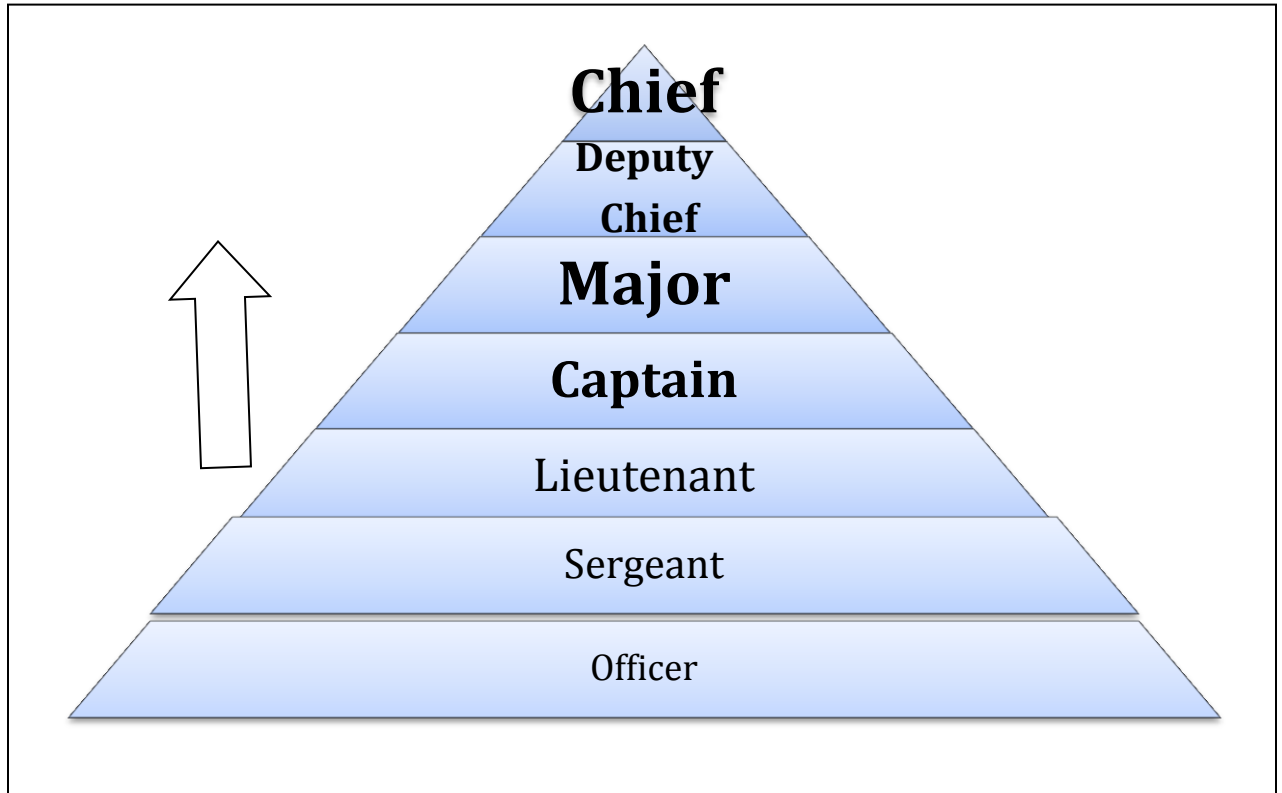 Chief
Deputy
Chief
Major
Captain
Lieutenant
Sergeant
Officer